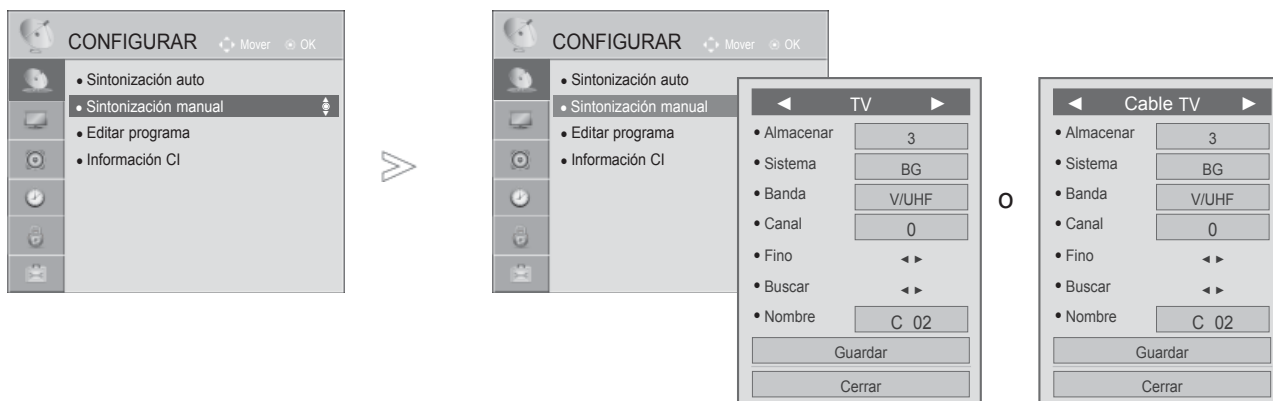 CONFIGURAR Mover OK
• Sintonización auto
• Sintonización manual
• Editar programa
• Información CI
CONFIGURAR Mover OK
• Sintonización auto
• Sintonización manual
• Editar programa
• Información CI
◄ TV ►
• Almacenar 3
• Sistema BG
• Banda V/UHF
• Canal 0
• Fino ◄ ►
• Buscar ◄ ►
• Nombre C 02
Guardar
Cerrar
o
◄ Cable TV ►
• Almacenar 3
• Sistema BG
• Banda V/UHF
• Canal 0
• Fino ◄ ►
• Buscar ◄ ►
• Nombre C 02
Guardar
Cerrar